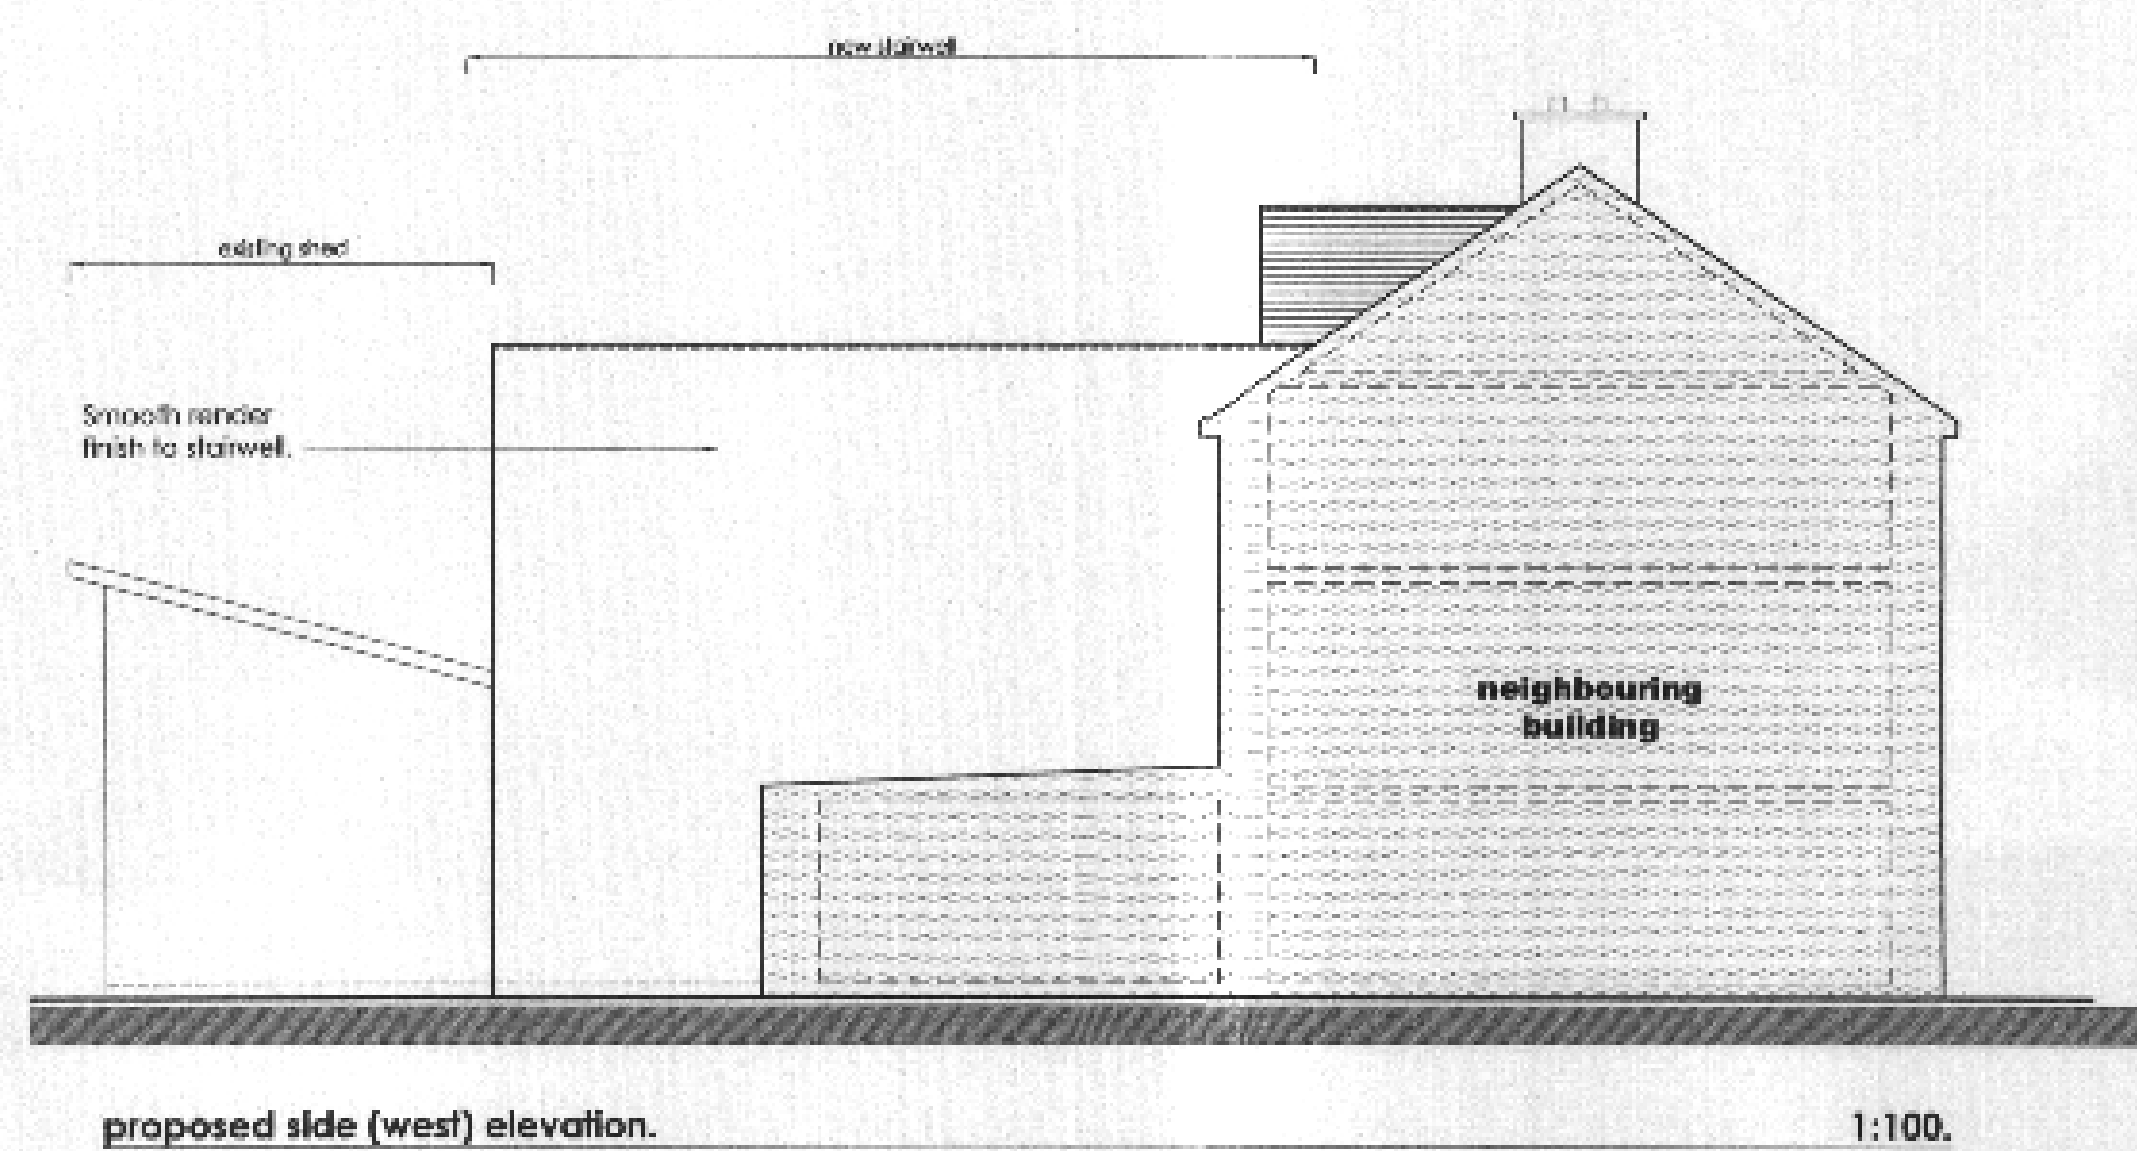 new stairwell
existing shed
Smooth render
finish to stairwell.
neighbouring
building
proposed side (west) elevation.
1:100.